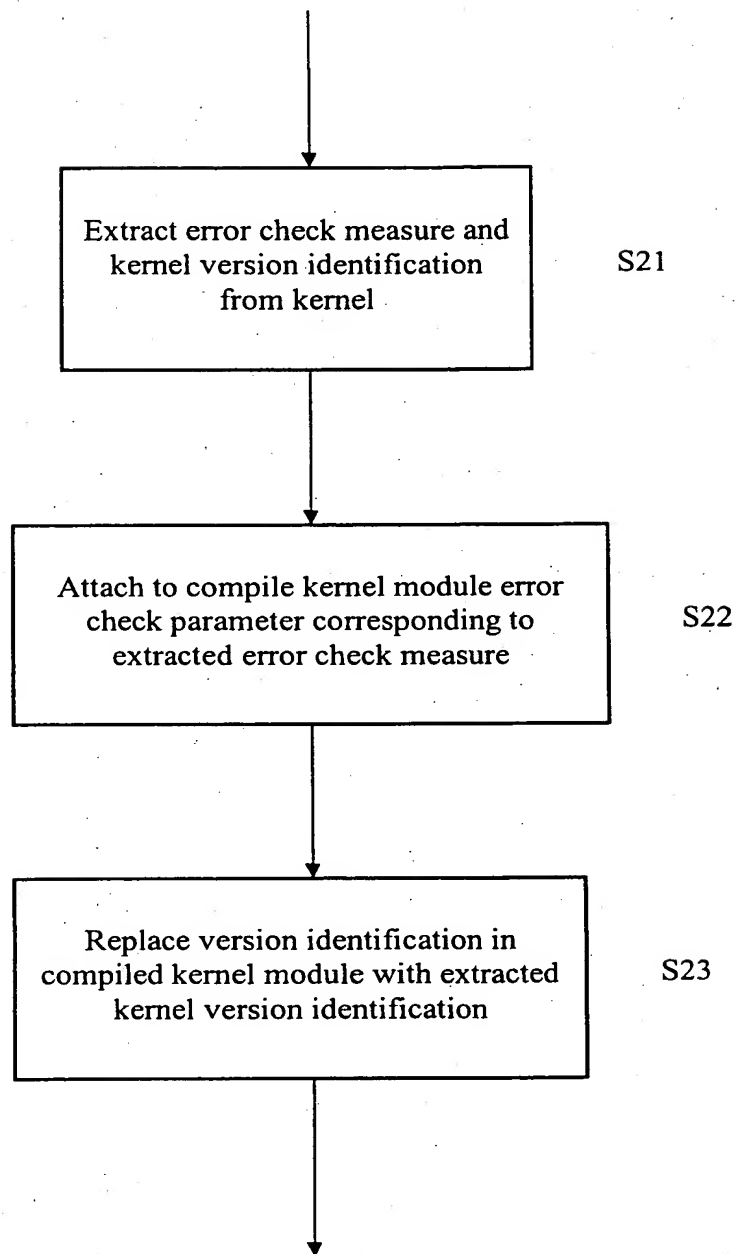 Extract error check measure and
kernel version identification
from kernel
S21
Attach to compile kernel module error
check parameter corresponding to
extracted error check measure
S22
Replace version identification in
compiled kernel module with extracted
kernel version identification
S23